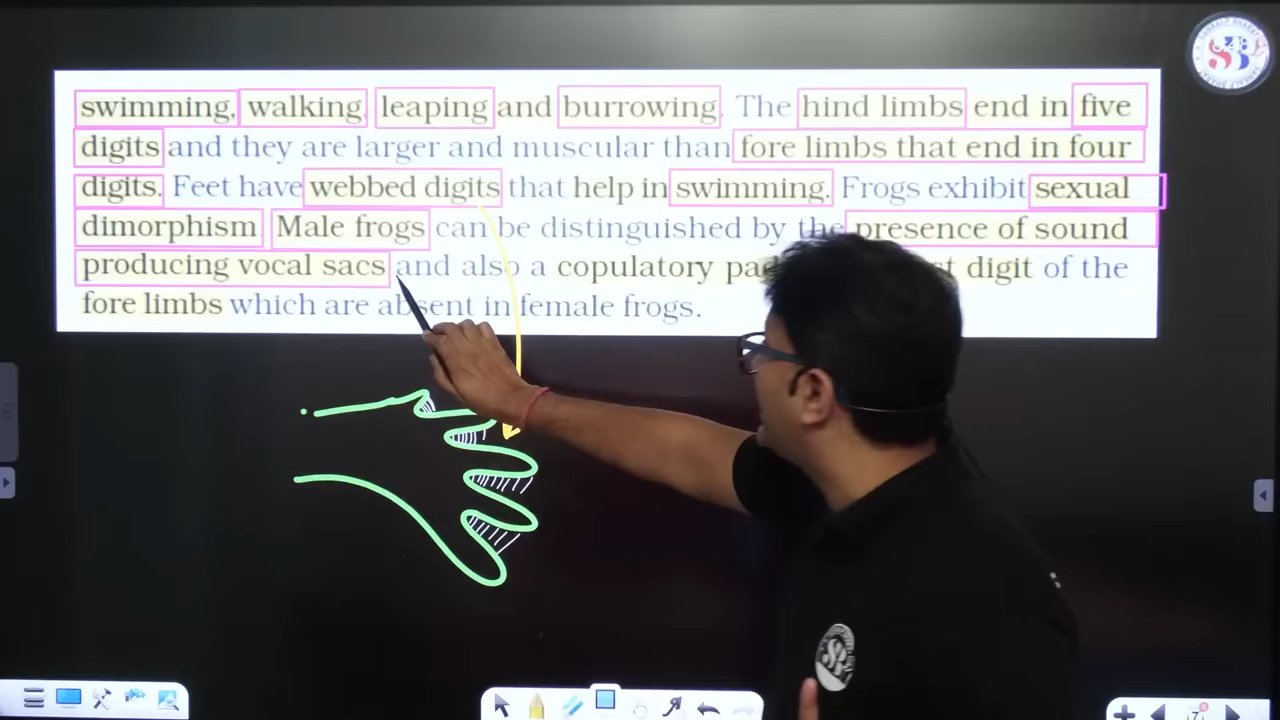 swimming, walking, leaping and burrowing. The hind limbs end in five
digits and they are larger and muscular than fore limbs that end in four
digits. Feet have webbed digits that help in swimming. Frogs exhibit sexual
dimorphism. Male frogs can be distinguished by the presence of sound
producing vocal sacs and also a copulatory digit of the
fore limbs which are absent in female frogs.
7